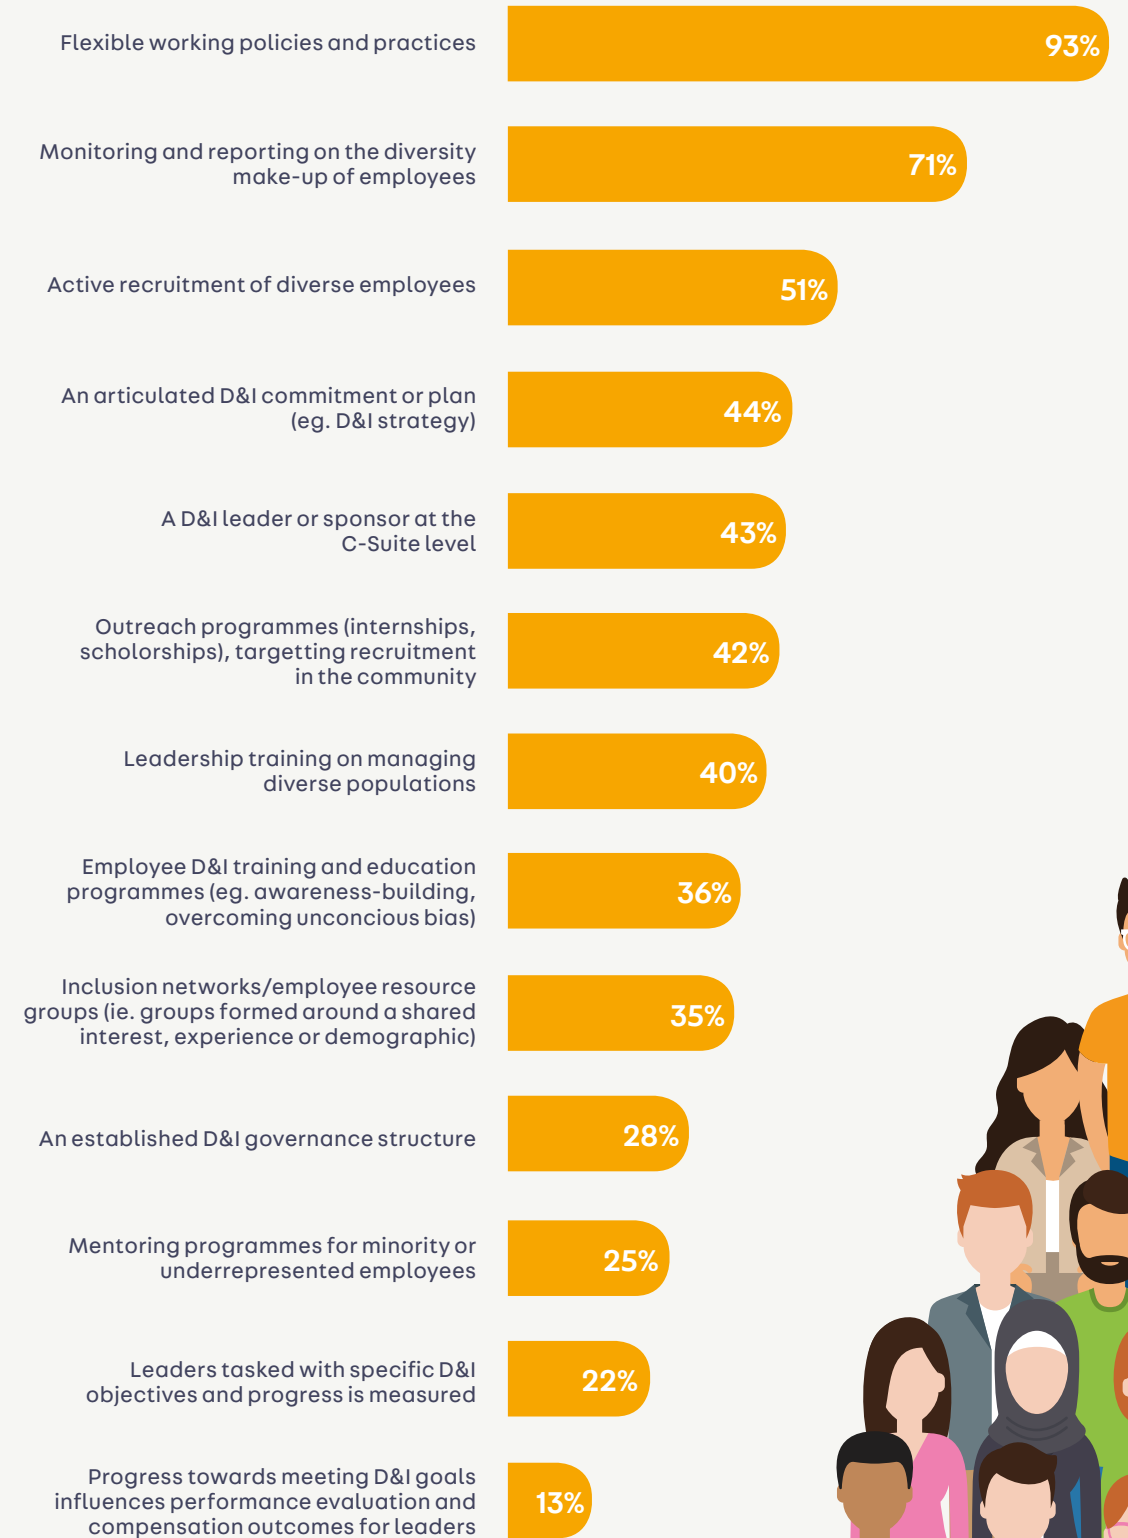 Flexible working policies and practices
93%
Monitoring and reporting on the diversity
make-up of employees
71%
Active recruitment of diverse employees
51%
An articulated D&I commitment or plan
(eg. D&I strategy)
44%
A D&I leader or sponsor at the
C-Suite level
43%
Outreach programmes (internships,
scholorships), targetting recruitment
in the community
42%
Leadership training on managing
diverse populations
40%
Employee D&I training and education
programmes (eg. awareness-building,
overcoming unconcious bias)
36%
Inclusion networks/employee resource
groups (ie. groups formed around a shared
interest, experience or demographic)
35%
An established D&I governance structure
28%
Mentoring programmes for minority or
underrepresented employees
25%
Leaders tasked with specific D&I
objectives and progress is measured
22%
Progress towards meeting D&I goals
influences performance evaluation and
compensation outcomes for leaders
13%